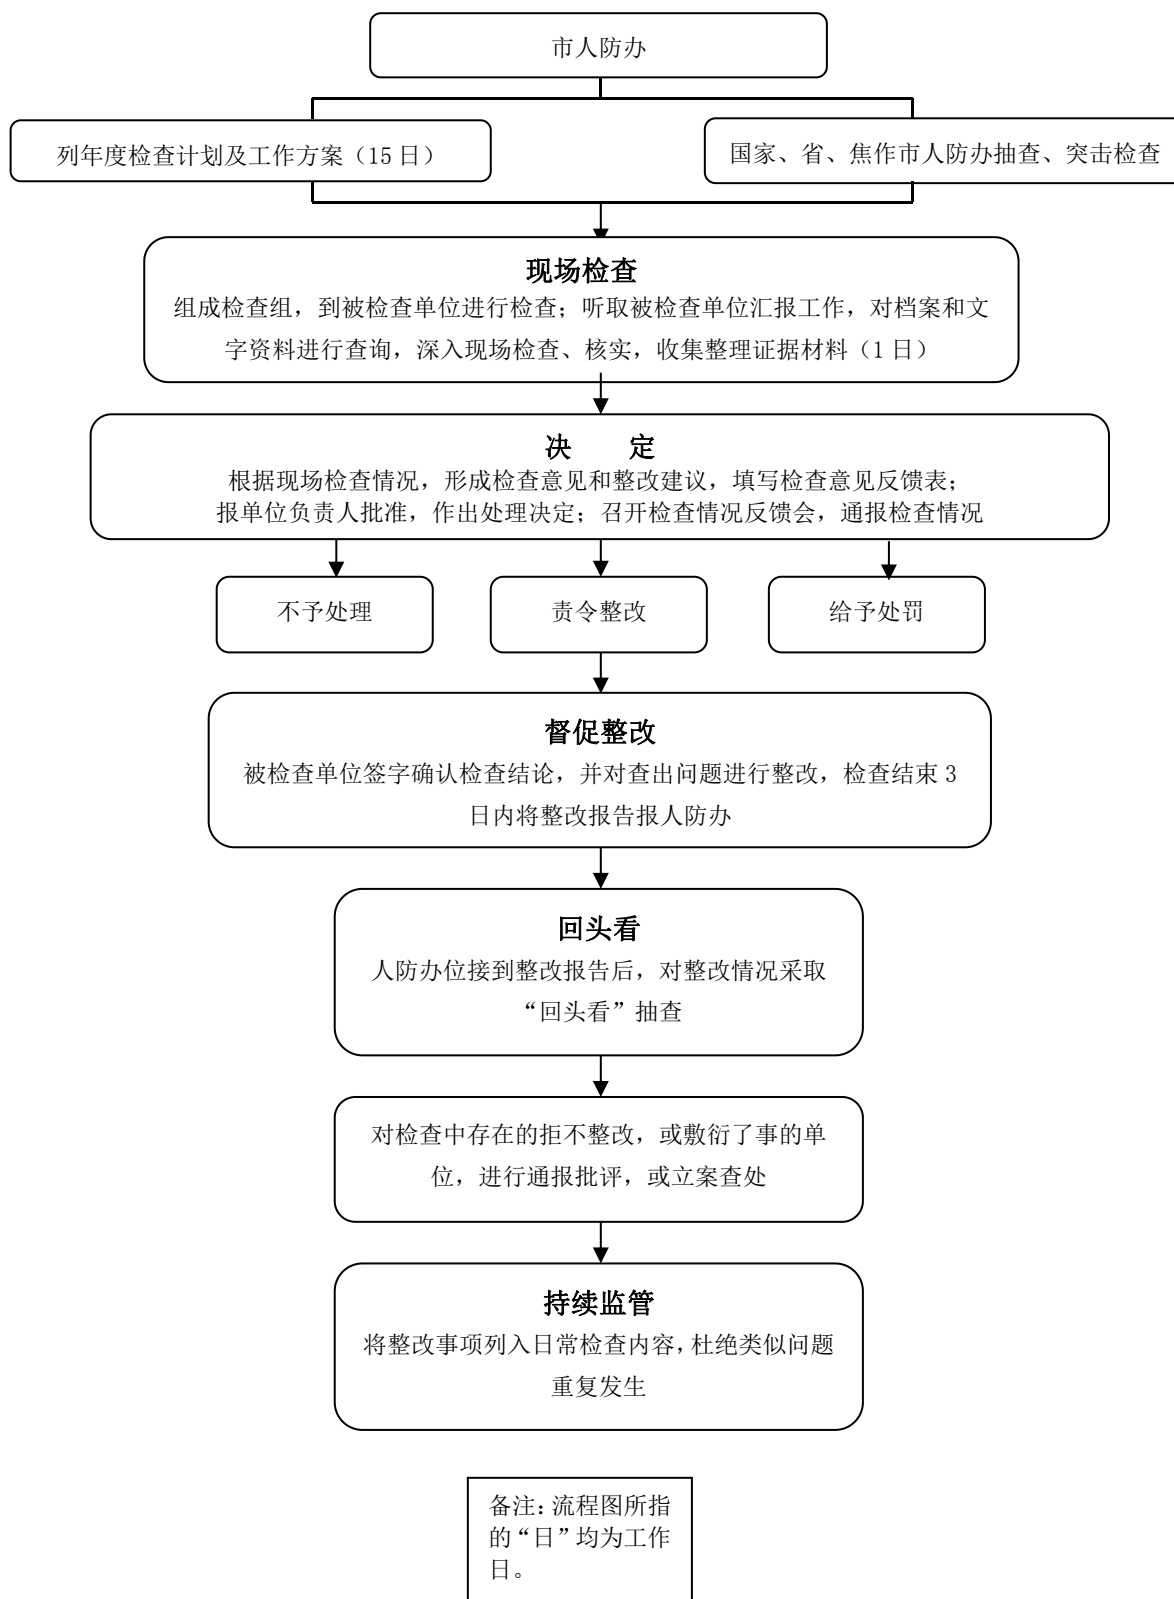 市人防办
列年度检查计划及工作方案（15 日）
国家、省、焦作市人防办抽查、突击检查
现场检查
组成检查组，到被检查单位进行检查；听取被检查单位汇报工作，对档案和文
字资料进行查询，深入现场检查、核实，收集整理证据材料（1 日）
决 定
根据现场检查情况，形成检查意见和整改建议，填写检查意见反馈表；
报单位负责人批准，作出处理决定；召开检查情况反馈会，通报检查情况
不予处理
责令整改
给予处罚
督促整改
被检查单位签字确认检查结论，并对查出问题进行整改，检查结束 3
日内将整改报告报人防办
回头看
人防办位接到整改报告后，对整改情况采取
“回头看”抽查
对检查中存在的拒不整改，或敷衍了事的单
位，进行通报批评，或立案查处
持续监管
将整改事项列入日常检查内容，杜绝类似问题
重复发生
备注：流程图所指
的“日”均为工作
日。